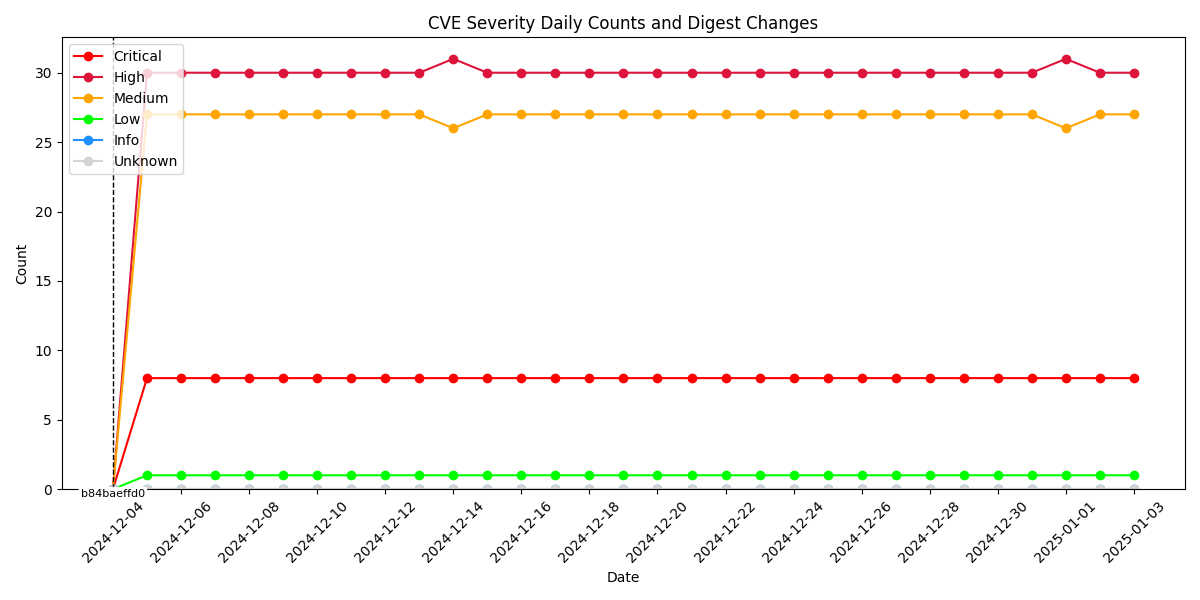 CVE Severity Daily Counts and Digest Changes
Critical
High
Medium
Low
Info
Unknown
30
25
20
15
10
5
0
Count
b84baeffd0
2024-12-04
2024-12-06
2024-12-08
2024-12-10
2024-12-12
2024-12-14
2024-12-16
2024-12-18
2024-12-20
2024-12-22
2024-12-24
2024-12-26
2024-12-28
2024-12-30
2025-01-01
2025-01-03
Date